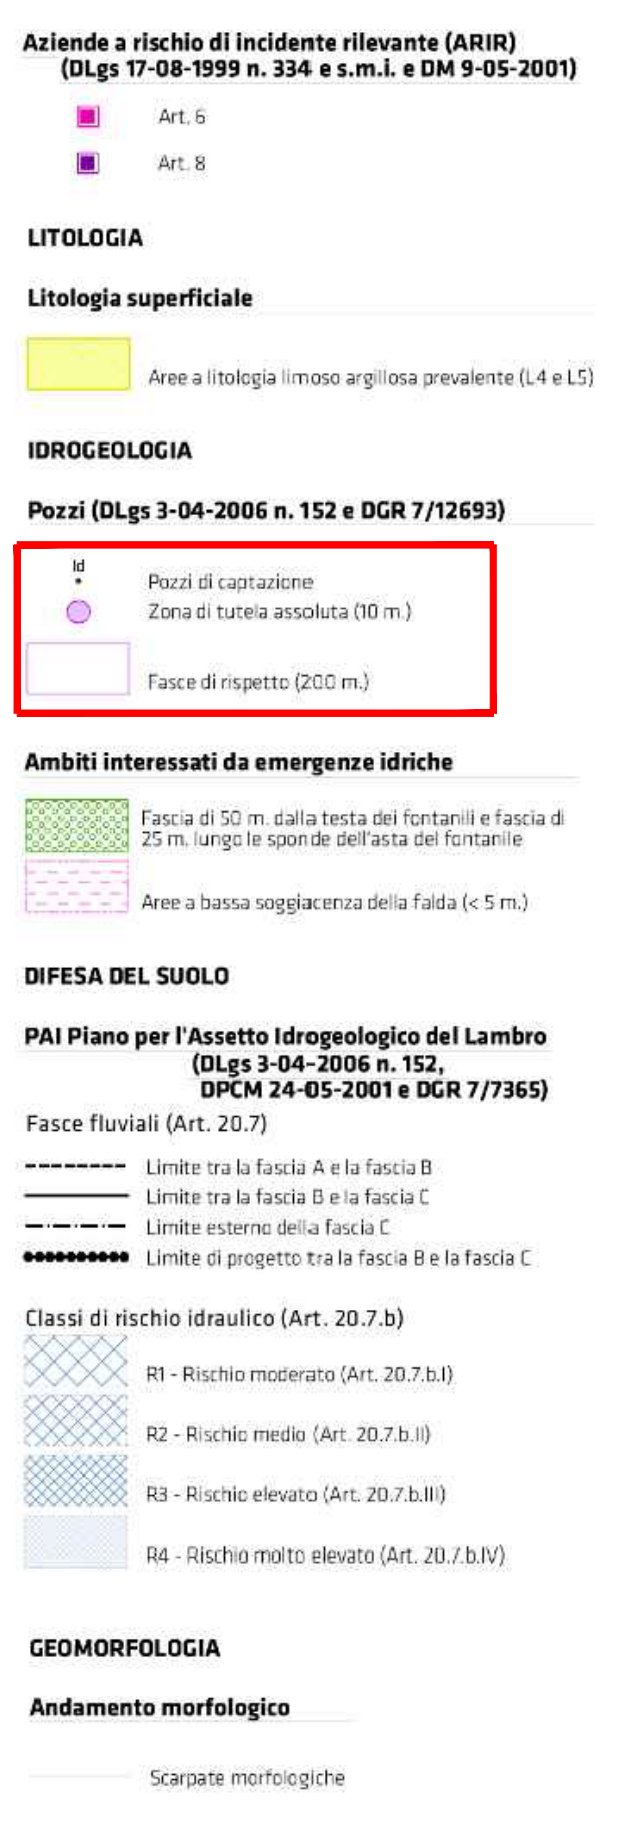 Aziende a rischio di incidente rilevante (ARIR)
(DLgs 17-08-1999 n. 334 e s.m.i. e DM 9-05-2001)
Art. 6
Art. 8
LITOLOGIA
Litologia superficiale
Aree a litologia limoso argillosa prevalente (L4 e L5)
IDROGEOLOGIA
Pozzi (DLgs 3-04-2006 n. 152 e DGR 7/12693)
Id
Pozzi di captazione
Zona di tutela assoluta (10 m.)
Fasce di rispetto (200 m.)
Ambiti interessati da emergenze idriche
Fascia di 50 m. dalla testa dei fontanili e fascia di
25 m. lungo le sponde dell'asta del fontanile
Aree a bassa soggiacenza della falda (< 5 m.)
DIFESA DEL SUOLO
PAI Piano per l'Assetto Idrogeologico del Lambro
(DLgs 3-04-2006 n. 152,
DPCM 24-05-2001 e DGR 7/7365)
Fasce fluviali (Art. 20.7)
Limite tra la fascia A e la fascia B
Limite tra la fascia B e la fascia C
Limite esterno della fascia C
Limite di progetto tra la fascia B e la fascia C
Classi di rischio idraulico (Art. 20.7.b)
R1 - Rischio moderato (Art. 20.7.b.I)
R2 - Rischio medio (Art. 20.7.b.II)
R3 - Rischio elevato (Art. 20.7.b.III)
R4 - Rischio molto elevato (Art. 20.7.b.IV)
GEOMORFOLOGIA
Andamento morfologico
Scarpate morfologiche